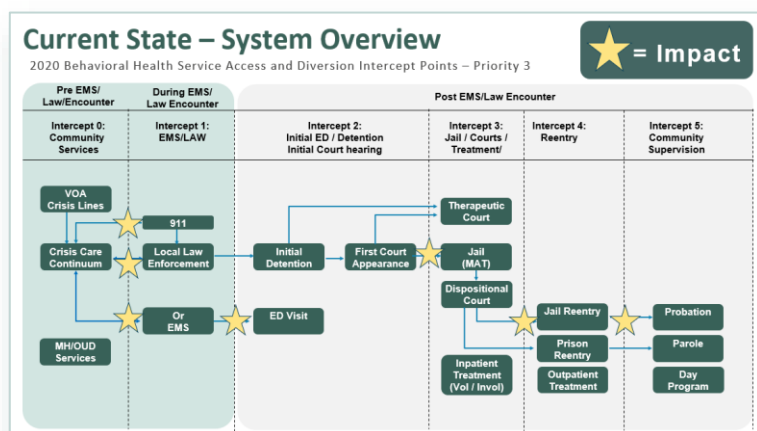 Current State – System Overview
= Impact
2020 Behavioral Health Service Access and Diversion Intercept Points – Priority 3
Pre EMS/
Law/Encounter
During EMS/
Law Encounter
Post EMS/Law Encounter
Intercept 0:
Community
Services
Intercept 1:
EMS/LAW
Intercept 2:
Initial ED / Detention
Initial Court hearing
Intercept 3:
Jail / Courts /
Treatment/
Intercept 4:
Reentry
Intercept 5:
Community
Supervision
VOA
Crisis Lines
911
Therapeutic
Court
Crisis Care
Continuum
Local Law
Enforcement
Initial
Detention
First Court
Appearance
Jail
(MAT)
Dispositional
Court
Or
EMS
ED Visit
Jail Reentry
Probation
MH/OUD
Services
Prison
Reentry
Parole
Inpatient
Treatment
(Vol / Invol)
Outpatient
Treatment
Day
Program